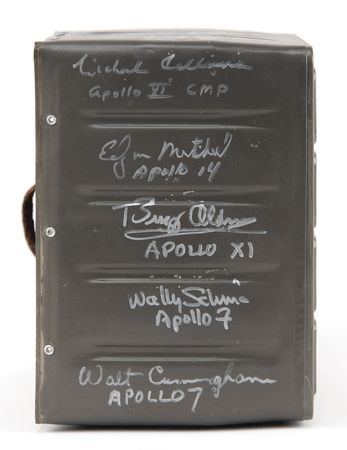 Michael Collins
Apollo XI CMP
Edgar Mitchell
APOLLO 14
Buzz Aldrin
APOLLO XI
Wally Schirra
Apollo 7
Walt Cunningham
APOLLO 7